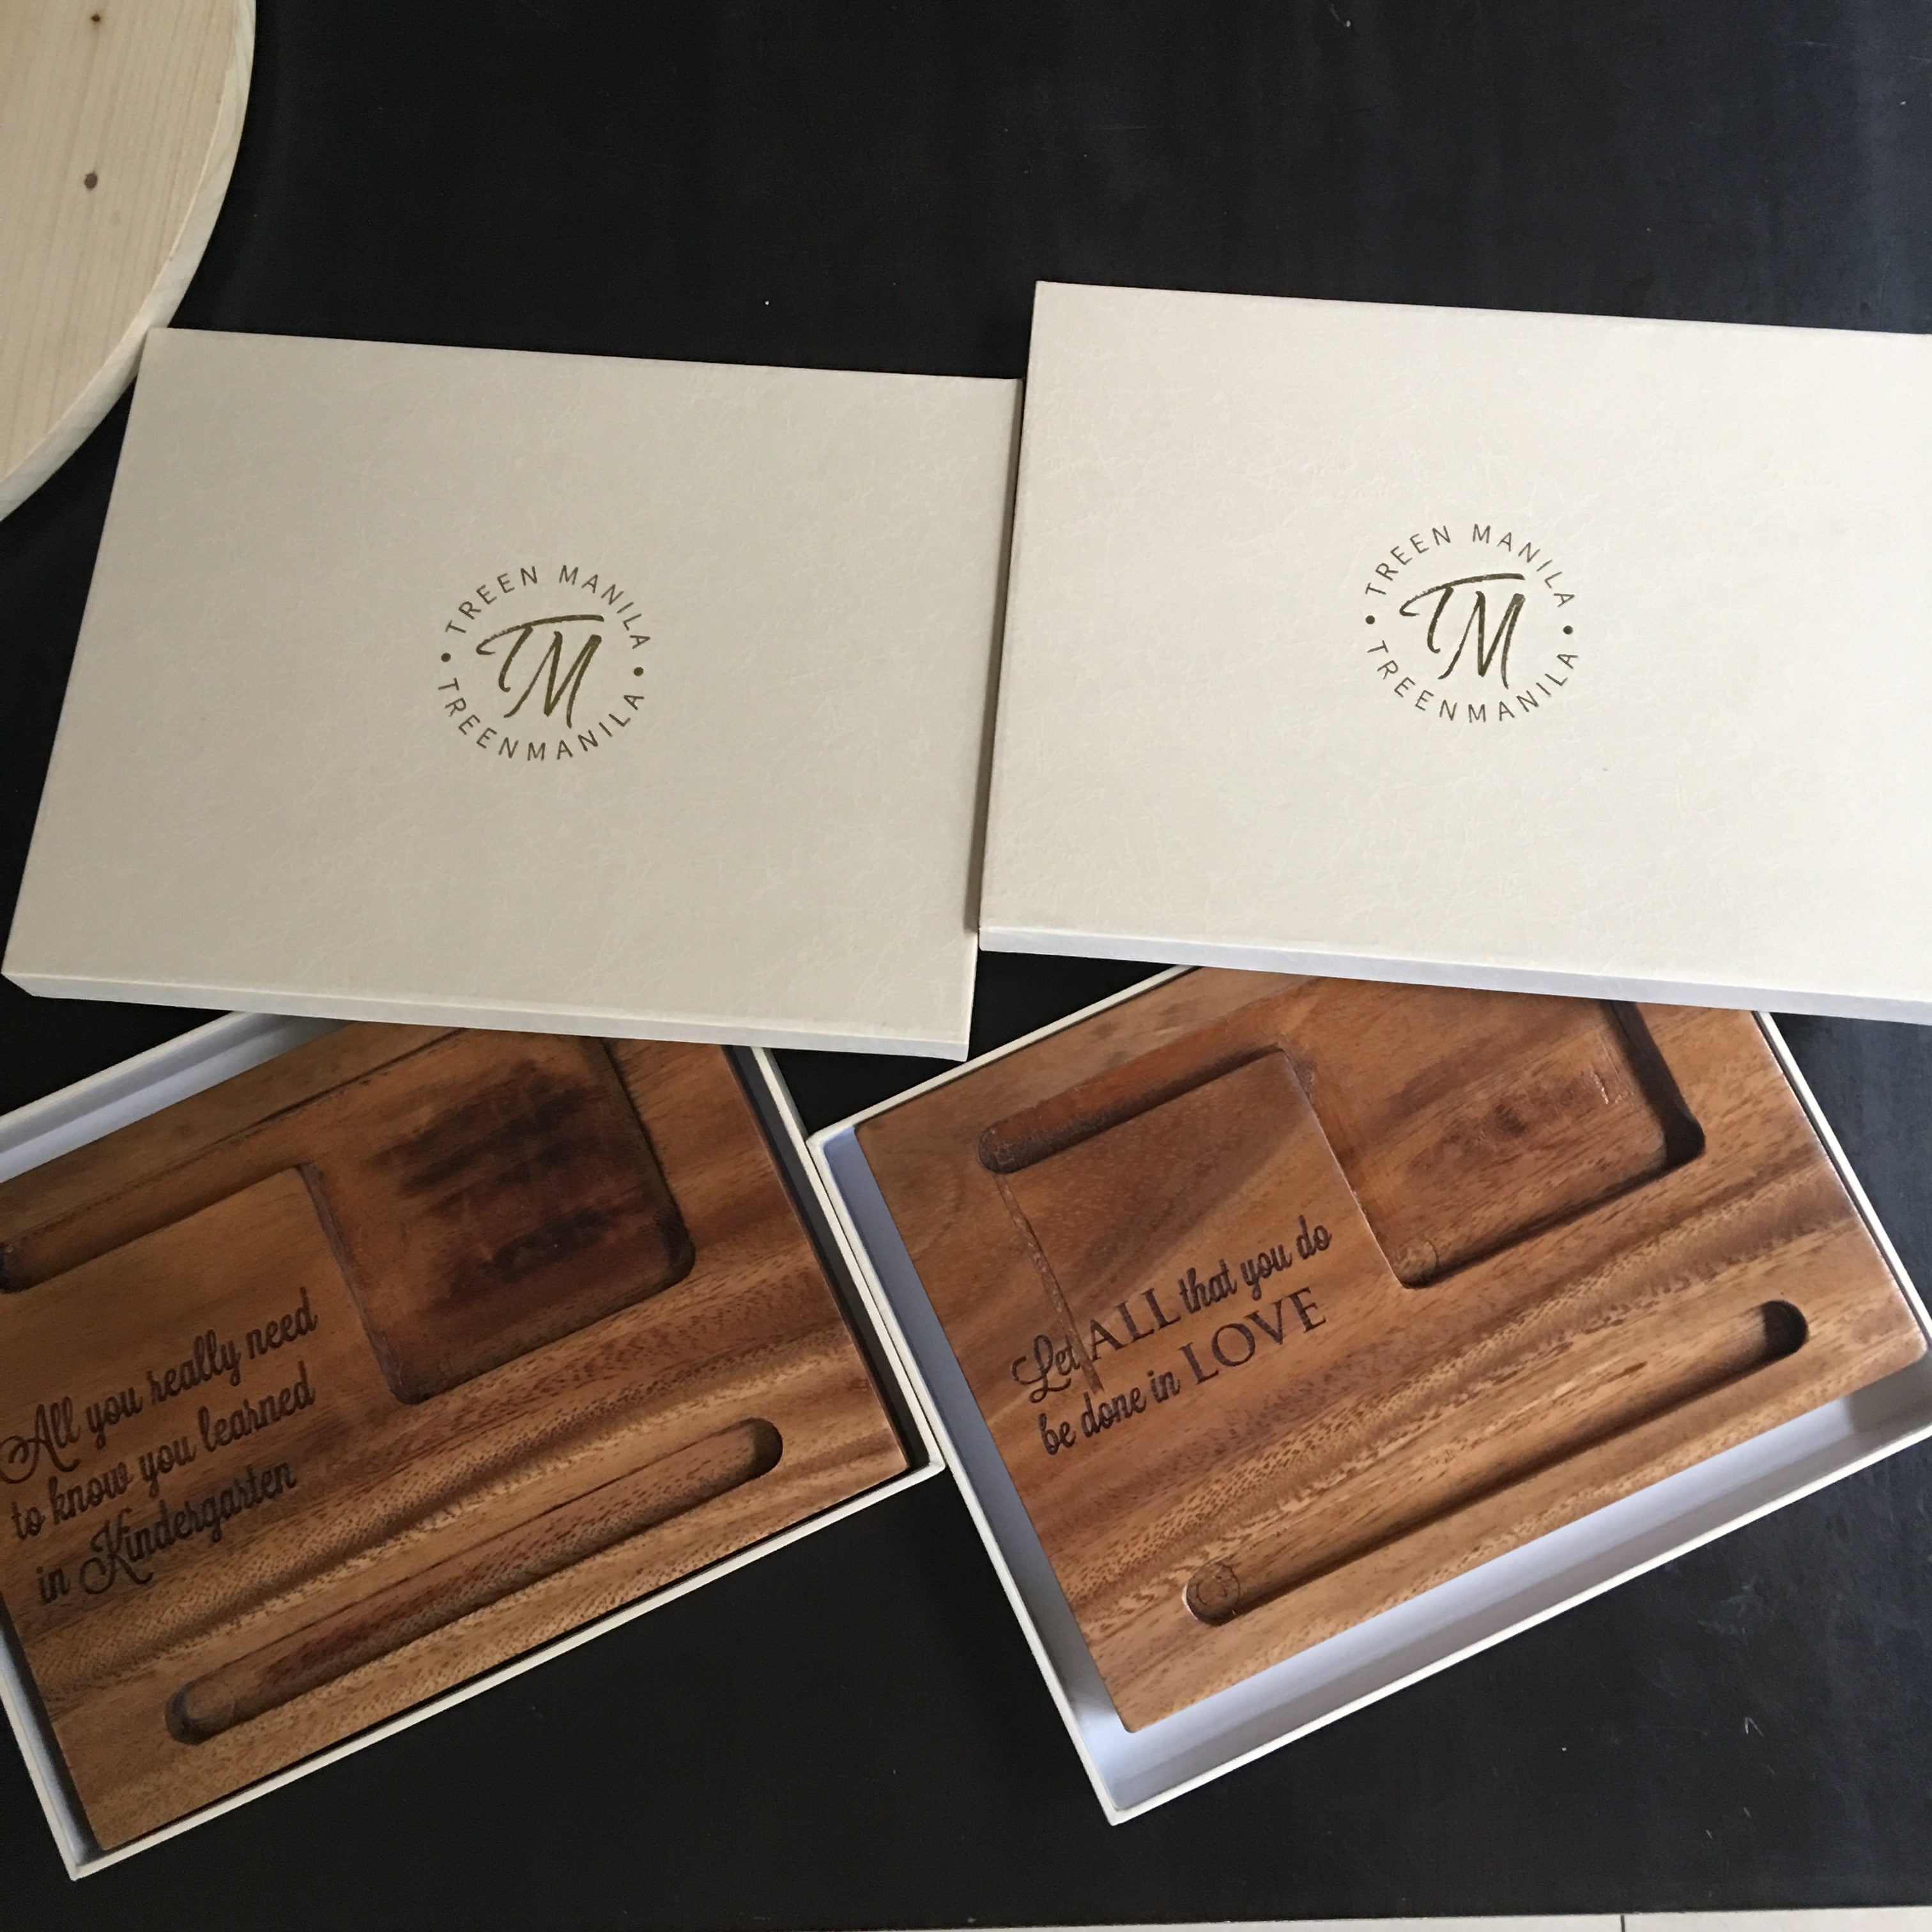 TREEN MANILA
TM
TREENMANILA
TREEN MANILA
TM
TREENMANILA
All you really need
to know you learned
in Kindergarten
Let ALL that you do
be done in LOVE